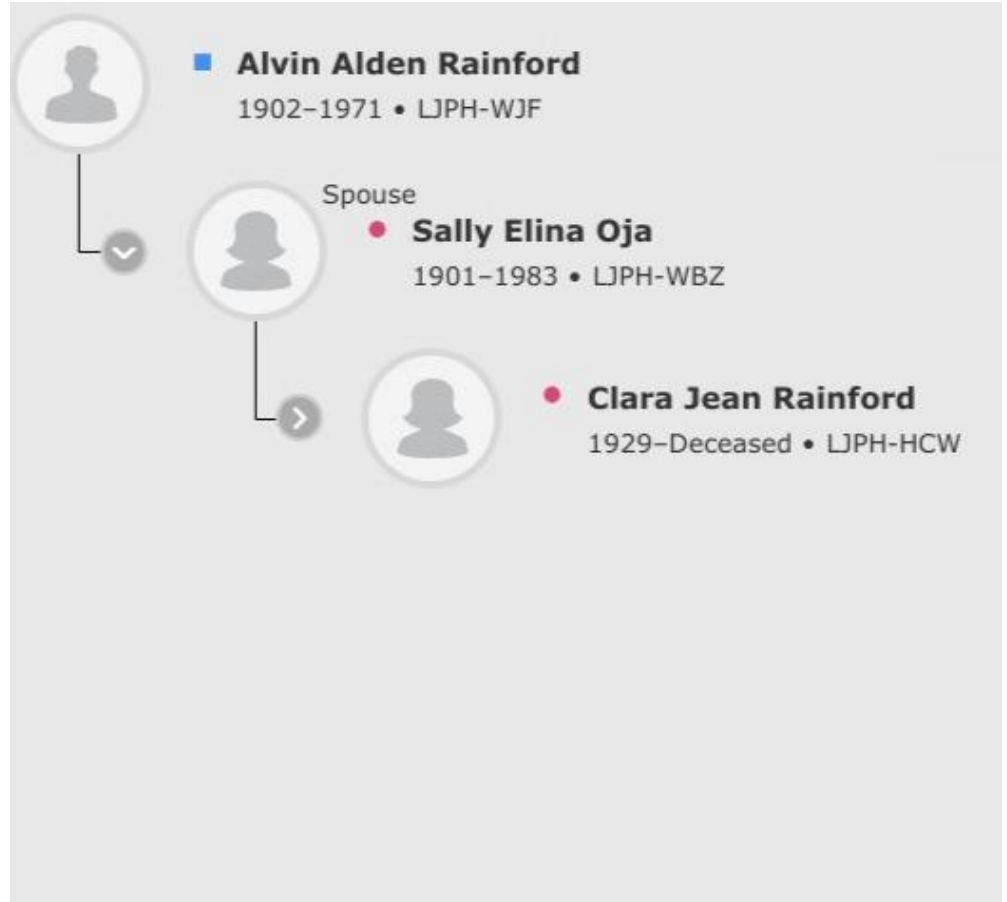 Alvin Alden Rainford
1902–1971 • LJPH-WJF
Spouse
Sally Elina Oja
1901–1983 • LJPH-WBZ
Clara Jean Rainford
1929–Deceased • LJPH-HCW